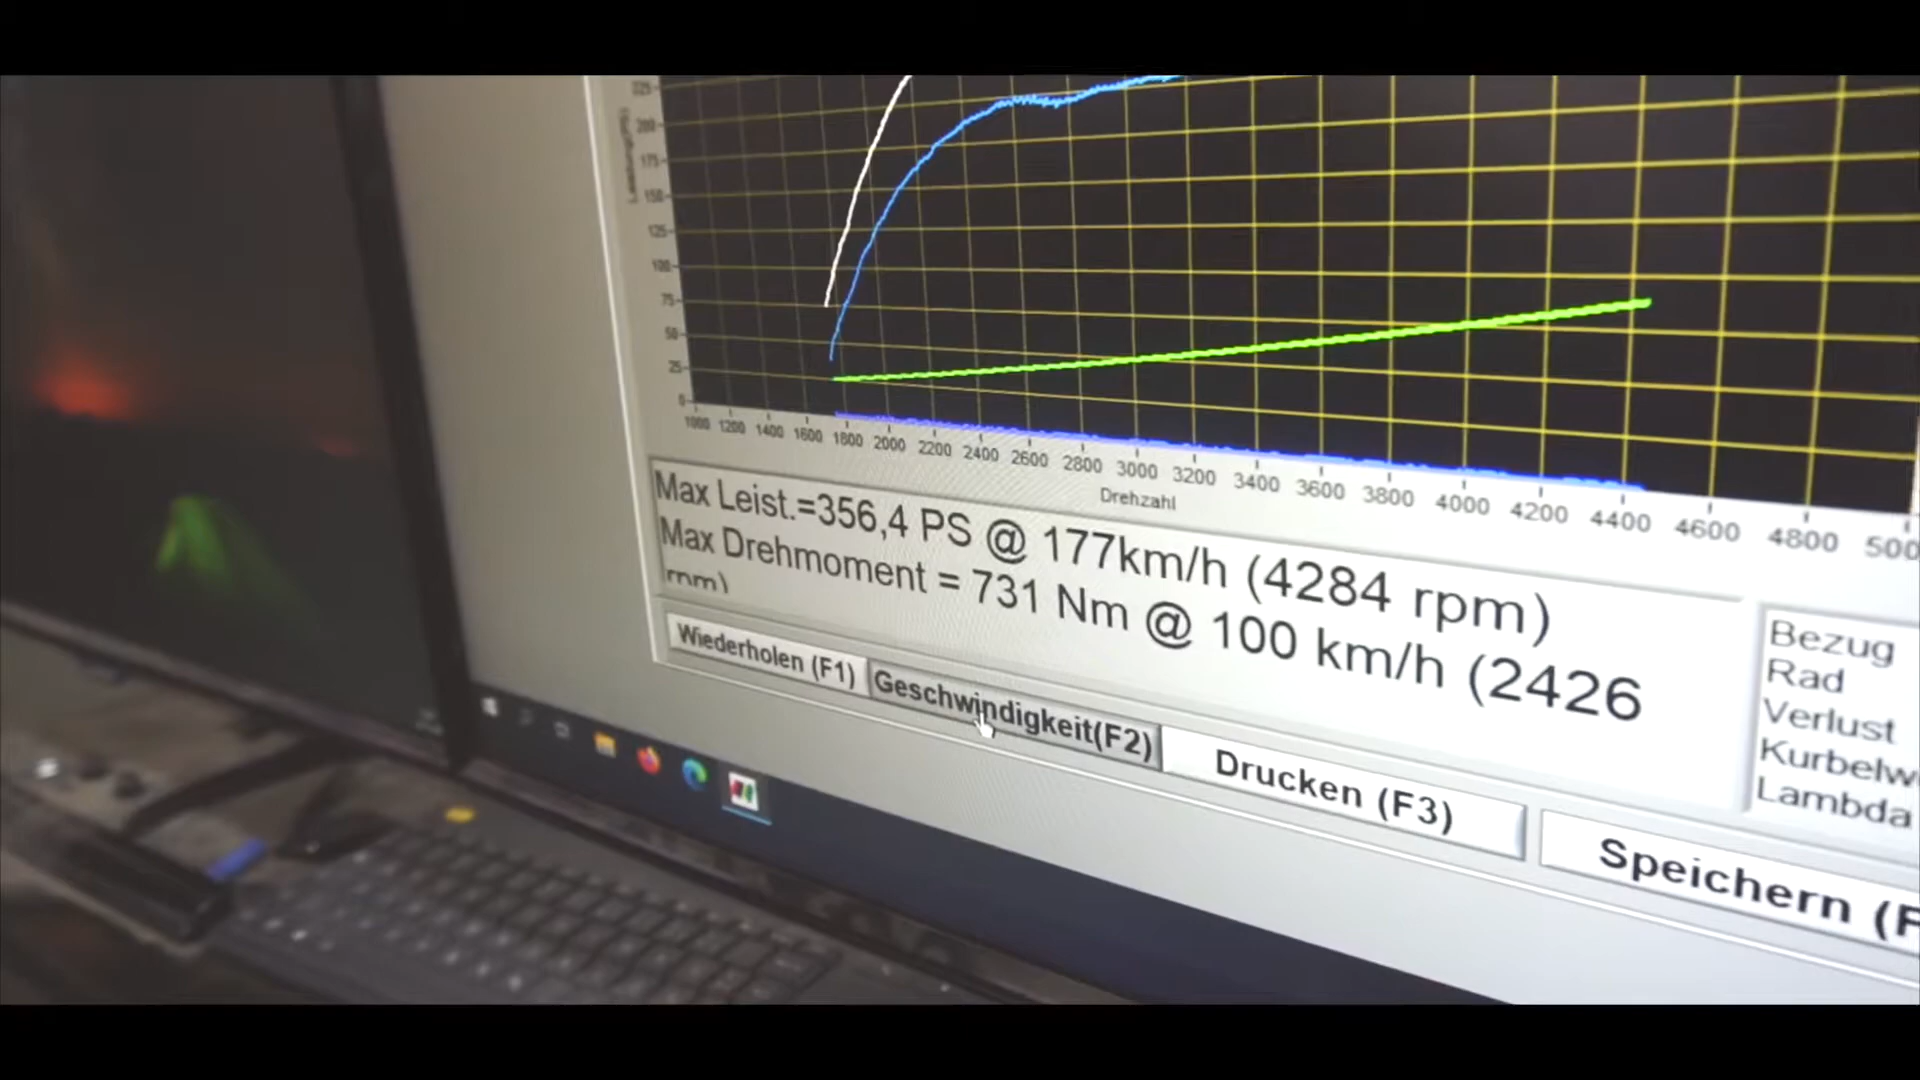 225
200
175
150
125
100
75
50
25
0
1000 1200 1400 1600 1800 2000 2200 2400 2600 2800 3000 3200 3400 3600 3800 4000 4200 4400 4600 4800 500
Drehzahl
Max Leist.=356,4 PS @ 177km/h (4284 rpm)
Max Drehmoment = 731 Nm @ 100 km/h (2426
rpm)
Bezug
Rad
Verlust
Kurbelw
Lambda
Wiederholen (F1)
Geschwindigkeit(F2)
Drucken (F3)
Speichern (F